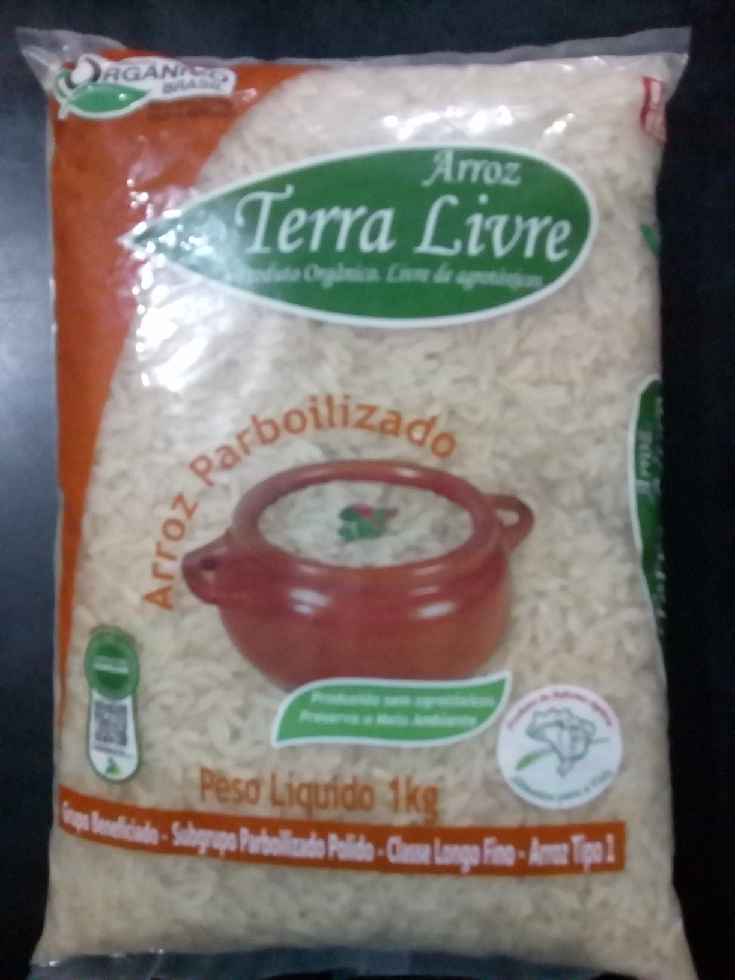 ORGÂNICO
BRASIL
Arroz
Terra Livre
Produto Orgânico. Livre de agrotóxicos.
Arroz Parboilizado
Produzido sem agrotóxicos
Preserva o Meio Ambiente
Peso Líquido 1kg
Grupo Beneficiado - Subgrupo Parboilizado Polido - Classe Longo Fino - Arroz Tipo 1